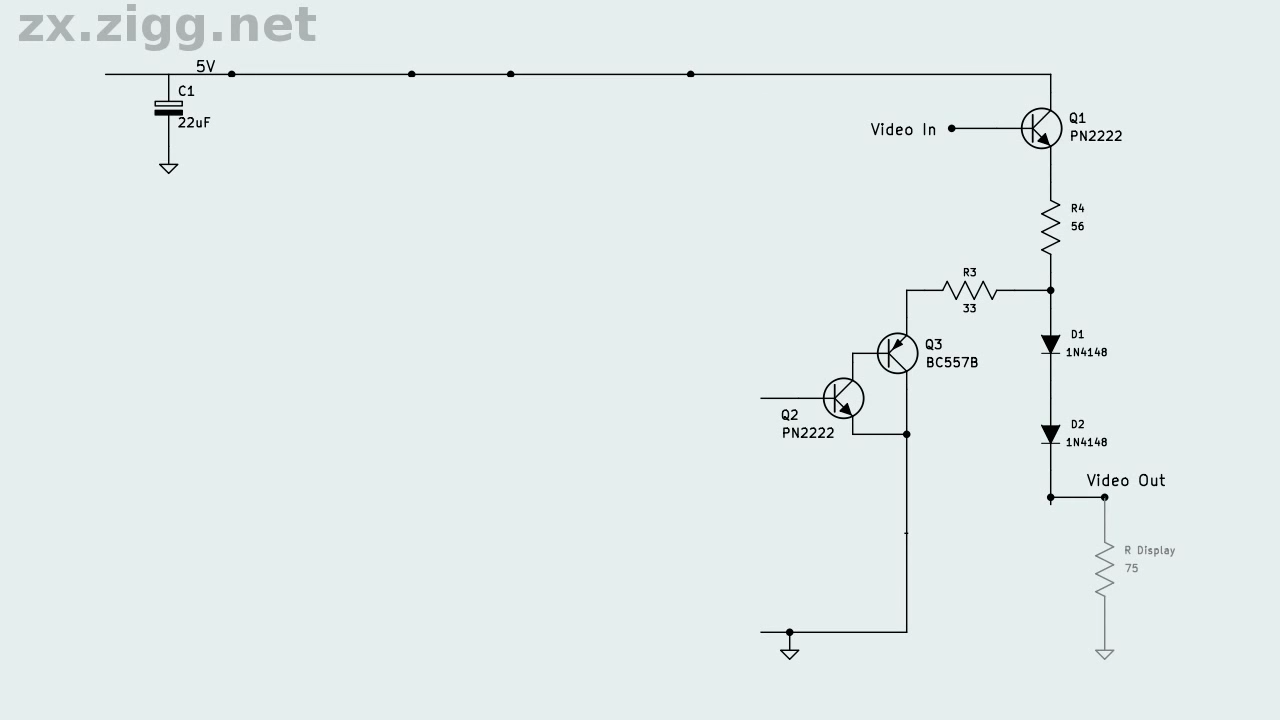 zx.zigg.net
5V
C1
22uF
Video In
Q1
PN2222
R4
56
R3
33
Q3
BC557B
D1
1N4148
Q2
PN2222
D2
1N4148
Video Out
R Display
75